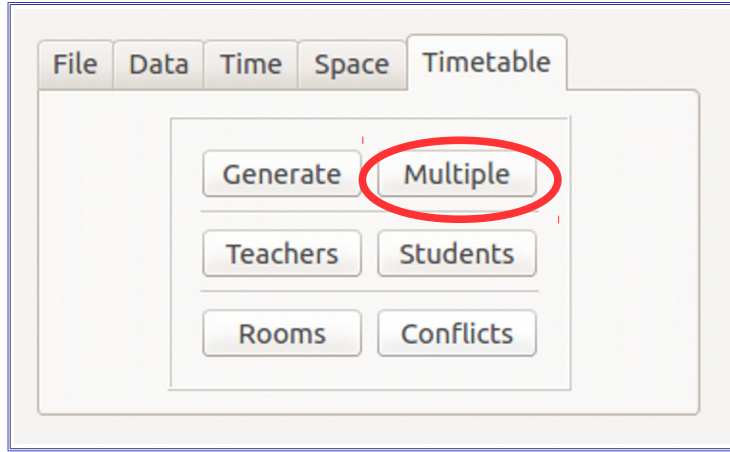 File Data Time Space Timetable
Generate Multiple
Teachers Students
Rooms Conflicts